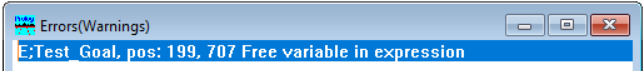 Errors(Warnings)
E;Test_Goal, pos: 199, 707 Free variable in expression